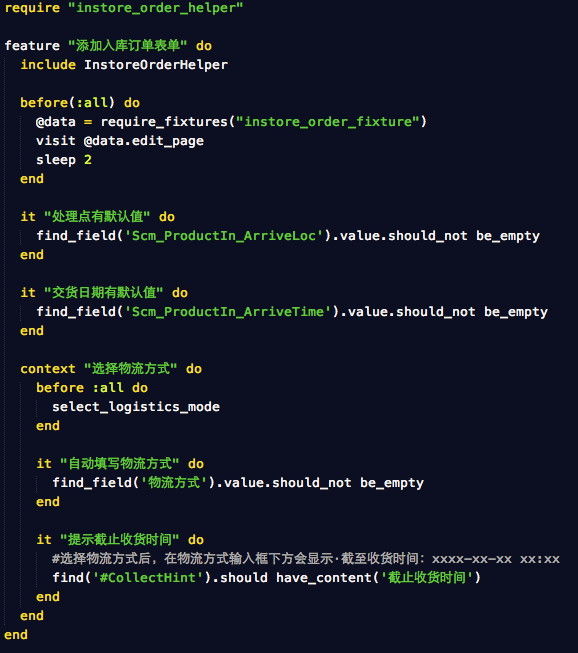 require "instore_order_helper"
feature "添加入库订单表单" do
include InstoreOrderHelper
before(:all) do
@data = require_fixtures("instore_order_fixture")
visit @data.edit_page
sleep 2
end
it "处理点有默认值" do
find_field('Scm_ProductIn_ArriveLoc').value.should_not be_empty
end
it "交货日期有默认值" do
find_field('Scm_ProductIn_ArriveTime').value.should_not be_empty
end
context "选择物流方式" do
before :all do
select_logistics_mode
end
it "自动填写物流方式" do
find_field('物流方式').value.should_not be_empty
end
it "提示截止收货时间" do
#选择物流方式后，在物流方式输入框下方会显示·截至收货时间：xxxx-xx-xx xx:xx
find('#CollectHint').should have_content('截止收货时间')
end
end
end